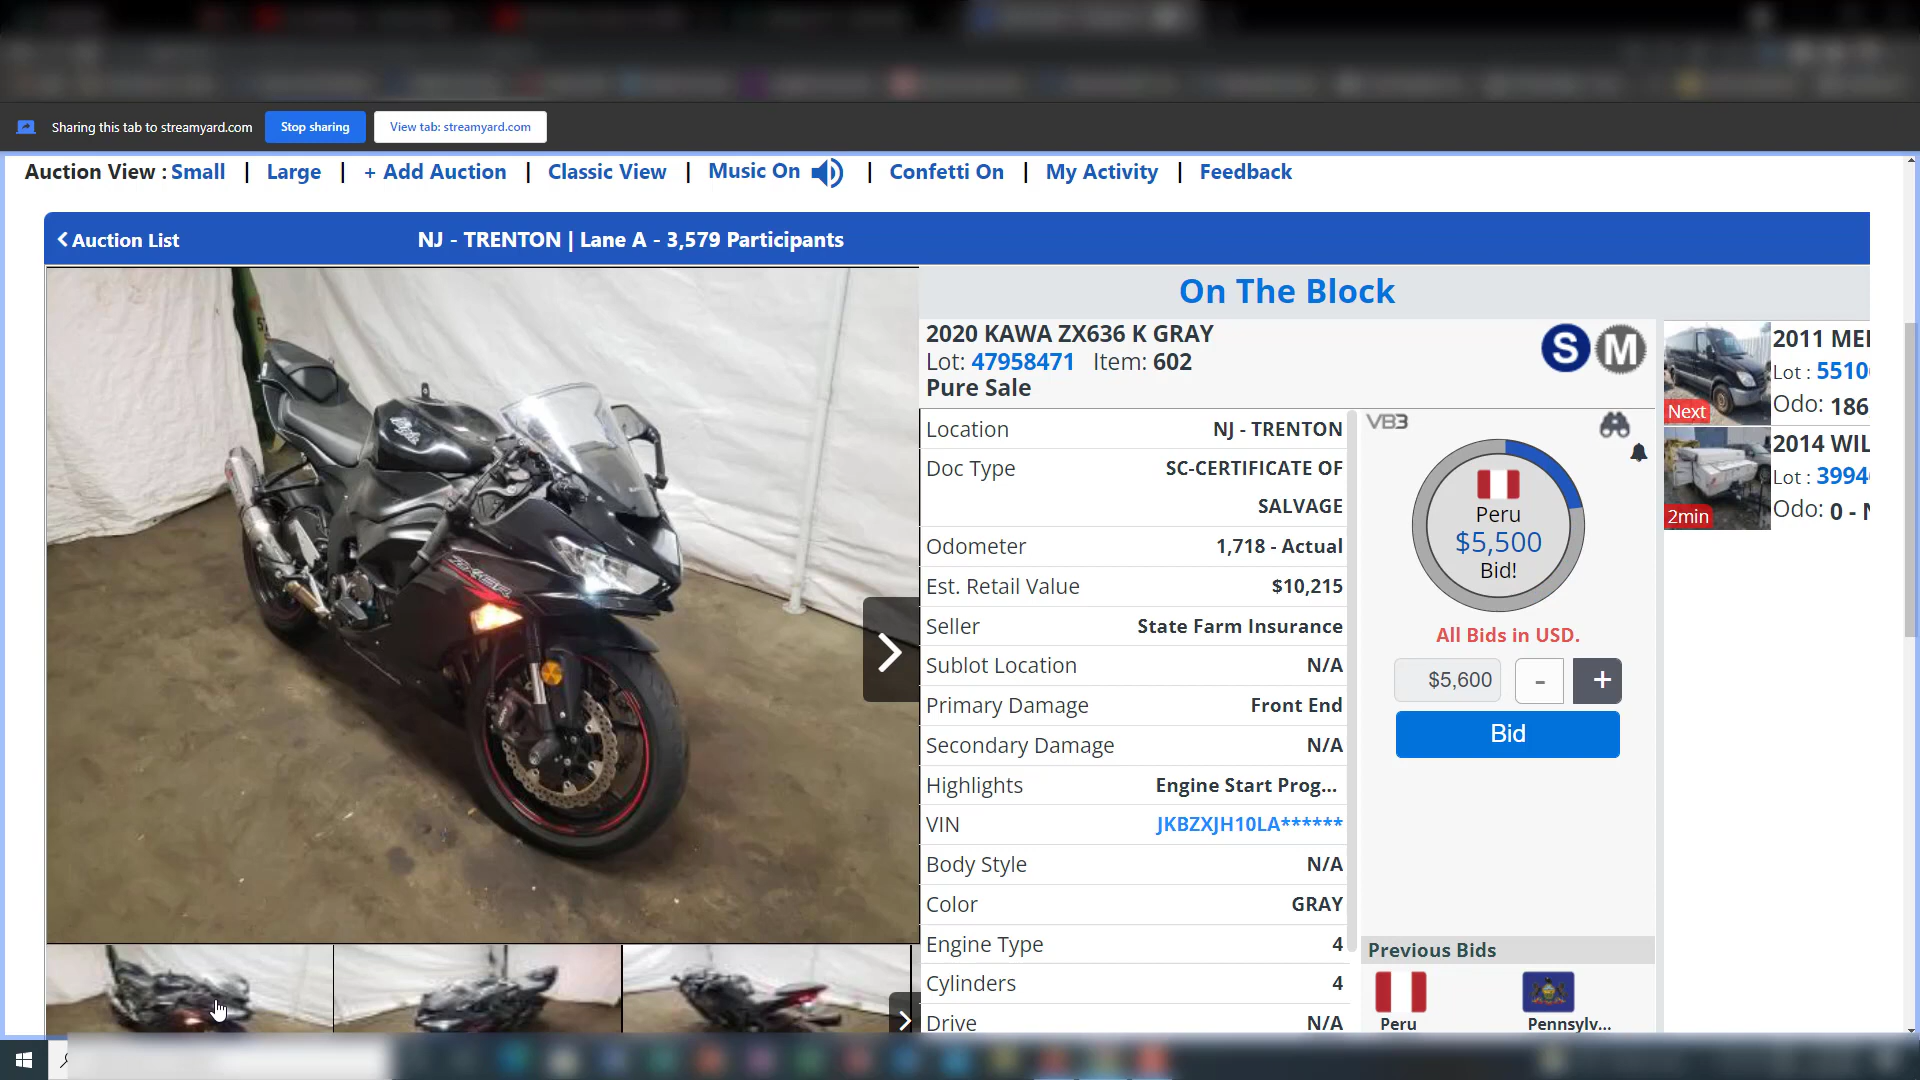 Sharing this tab to streamyard.com
Stop sharing
View tab: streamyard.com
Auction View : Small | Large | + Add Auction | Classic View | Music On | Confetti On | My Activity | Feedback
Auction List
NJ - TRENTON | Lane A - 3,579 Participants
On The Block
2020 KAWA ZX636 K GRAY
Lot: 47958471 Item: 602
Pure Sale
S
M
Location NJ - TRENTON
Doc Type SC-CERTIFICATE OF
SALVAGE
Odometer 1,718 - Actual
Est. Retail Value $10,215
Seller State Farm Insurance
Sublot Location N/A
Primary Damage Front End
Secondary Damage N/A
Highlights Engine Start Prog...
VIN JKBZXJH10LA******
Body Style N/A
Color GRAY
Engine Type 4
Cylinders 4
Drive N/A
VB3
Peru
$5,500
Bid!
All Bids in USD.
$5,600 - +
Bid
Previous Bids
Peru
Pennsylv...
2011 ME
Lot : 5510
Odo: 186
Next
2014 WIL
Lot : 3994
Odo: 0 -
2min
Ninja
ZX-6R